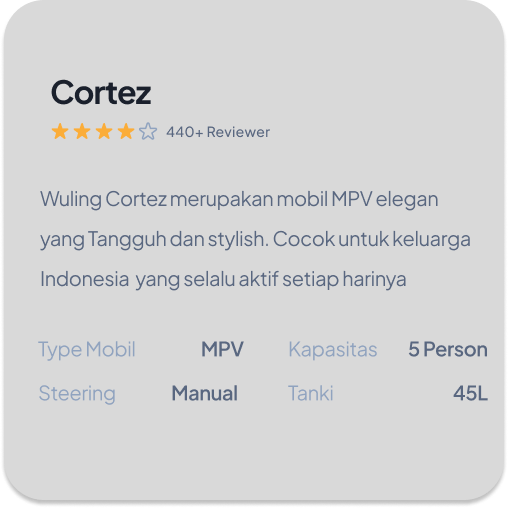 Cortez
440+ Reviewer
Wuling Cortez merupakan mobil MPV elegan
yang Tangguh dan stylish. Cocok untuk keluarga
Indonesia yang selalu aktif setiap harinya
Type Mobil MPV Kapasitas 5 Person
Steering Manual Tanki 45L